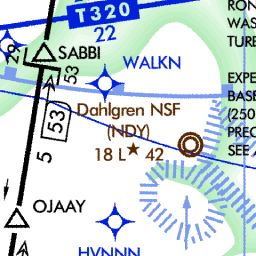 T320
22
SABBI
WALKN
53
53
5
Dahlgren NSF
(NDY)
18 L★ 42
OJAAY
RON
WAS
TURE
EXPE
BASE
(250
PREC
SEE